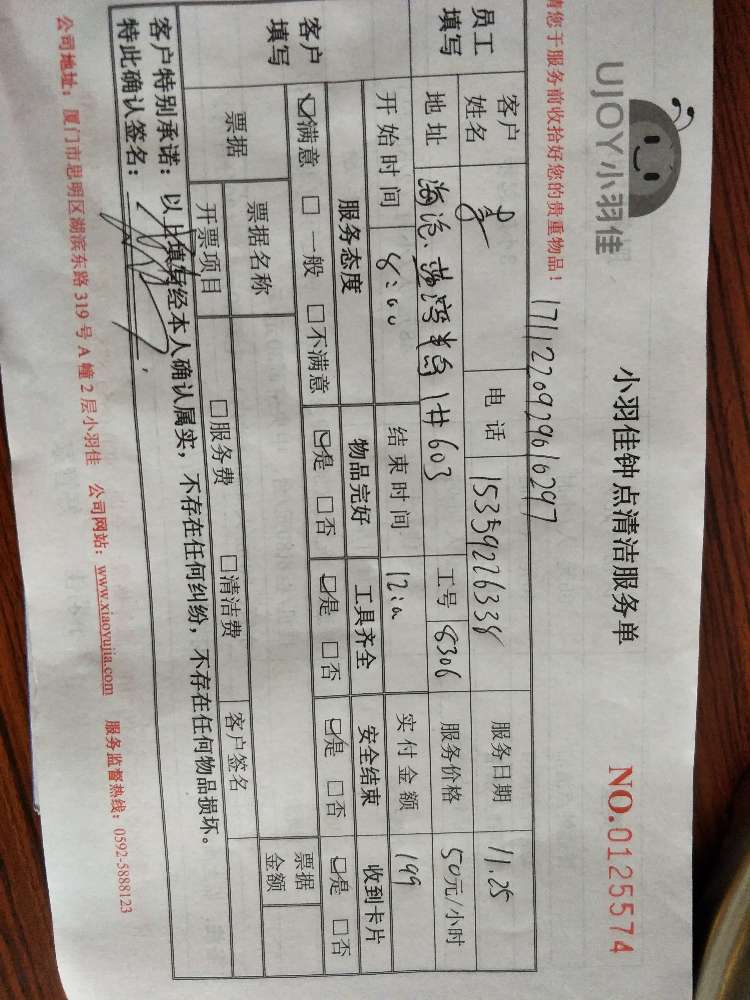 UJOY小羽佳
小羽佳钟点清洁服务单
NO.0125574
请您于服务前收拾好您的贵重物品！
1711220929610297
员工填写
客户姓名 电话 15359226338 服务日期 11.25
地址 海沧、 1# 603 工号 8306 服务价格 50元/小时
开始时间 8:00 结束时间 12:00 实付金额 199
客户填写
服务态度 物品完好 工具齐全 安全结束 收到卡片
☑满意 □一般 □不满意 ☑是 □否 ☑是 □否 ☑是 □否 ☑是 □否
票据 票据名称 票据金额
开票项目 □服务费 □清洁费 客户签名
客户特别承诺：以上填写经本人确认属实，不存在任何纠纷，不存在任何物品损坏。
特此确认签名：
公司地址：厦门市思明区湖滨东路 319 号 A 幢 2 层小羽佳 公司网站：www.xiaoyujia.com 服务监督热线：0592-5888123